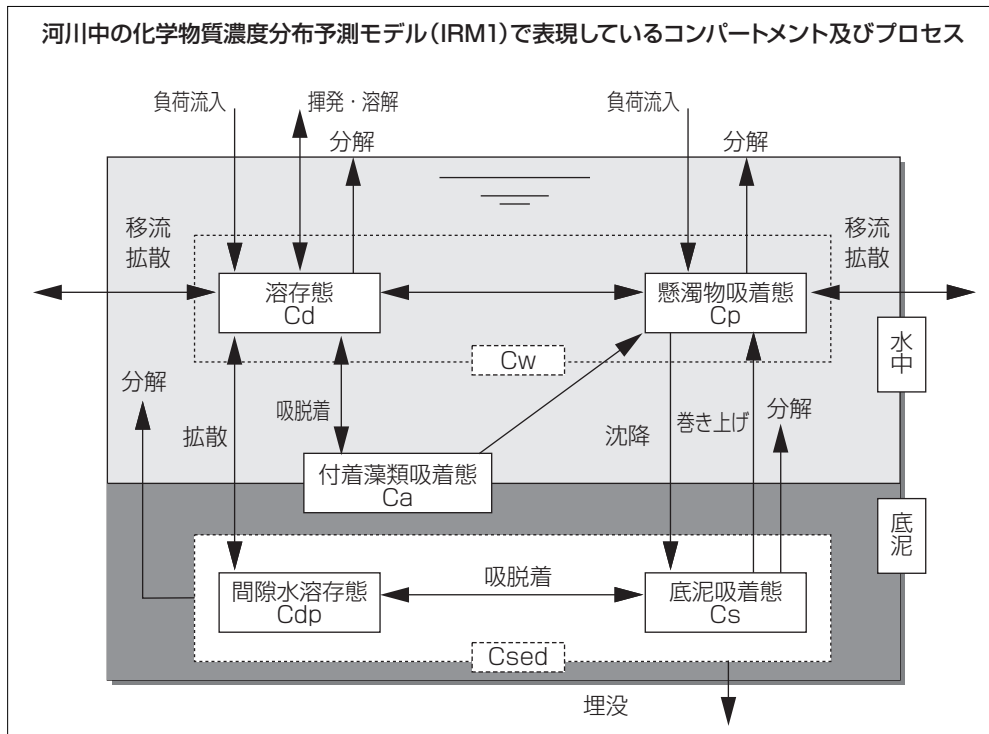 河川中の化学物質濃度分布予測モデル(IRM1)で表現しているコンパートメント及びプロセス
負荷流入
揮発・溶解
分解
負荷流入
分解
移流
拡散
移流
拡散
溶存態
Cd
懸濁物吸着態
Cp
Cw
水中
分解
拡散
吸脱着
沈降
巻き上げ
分解
付着藻類吸着態
Ca
底泥
間隙水溶存態
Cdp
吸脱着
底泥吸着態
Cs
Csed
埋没